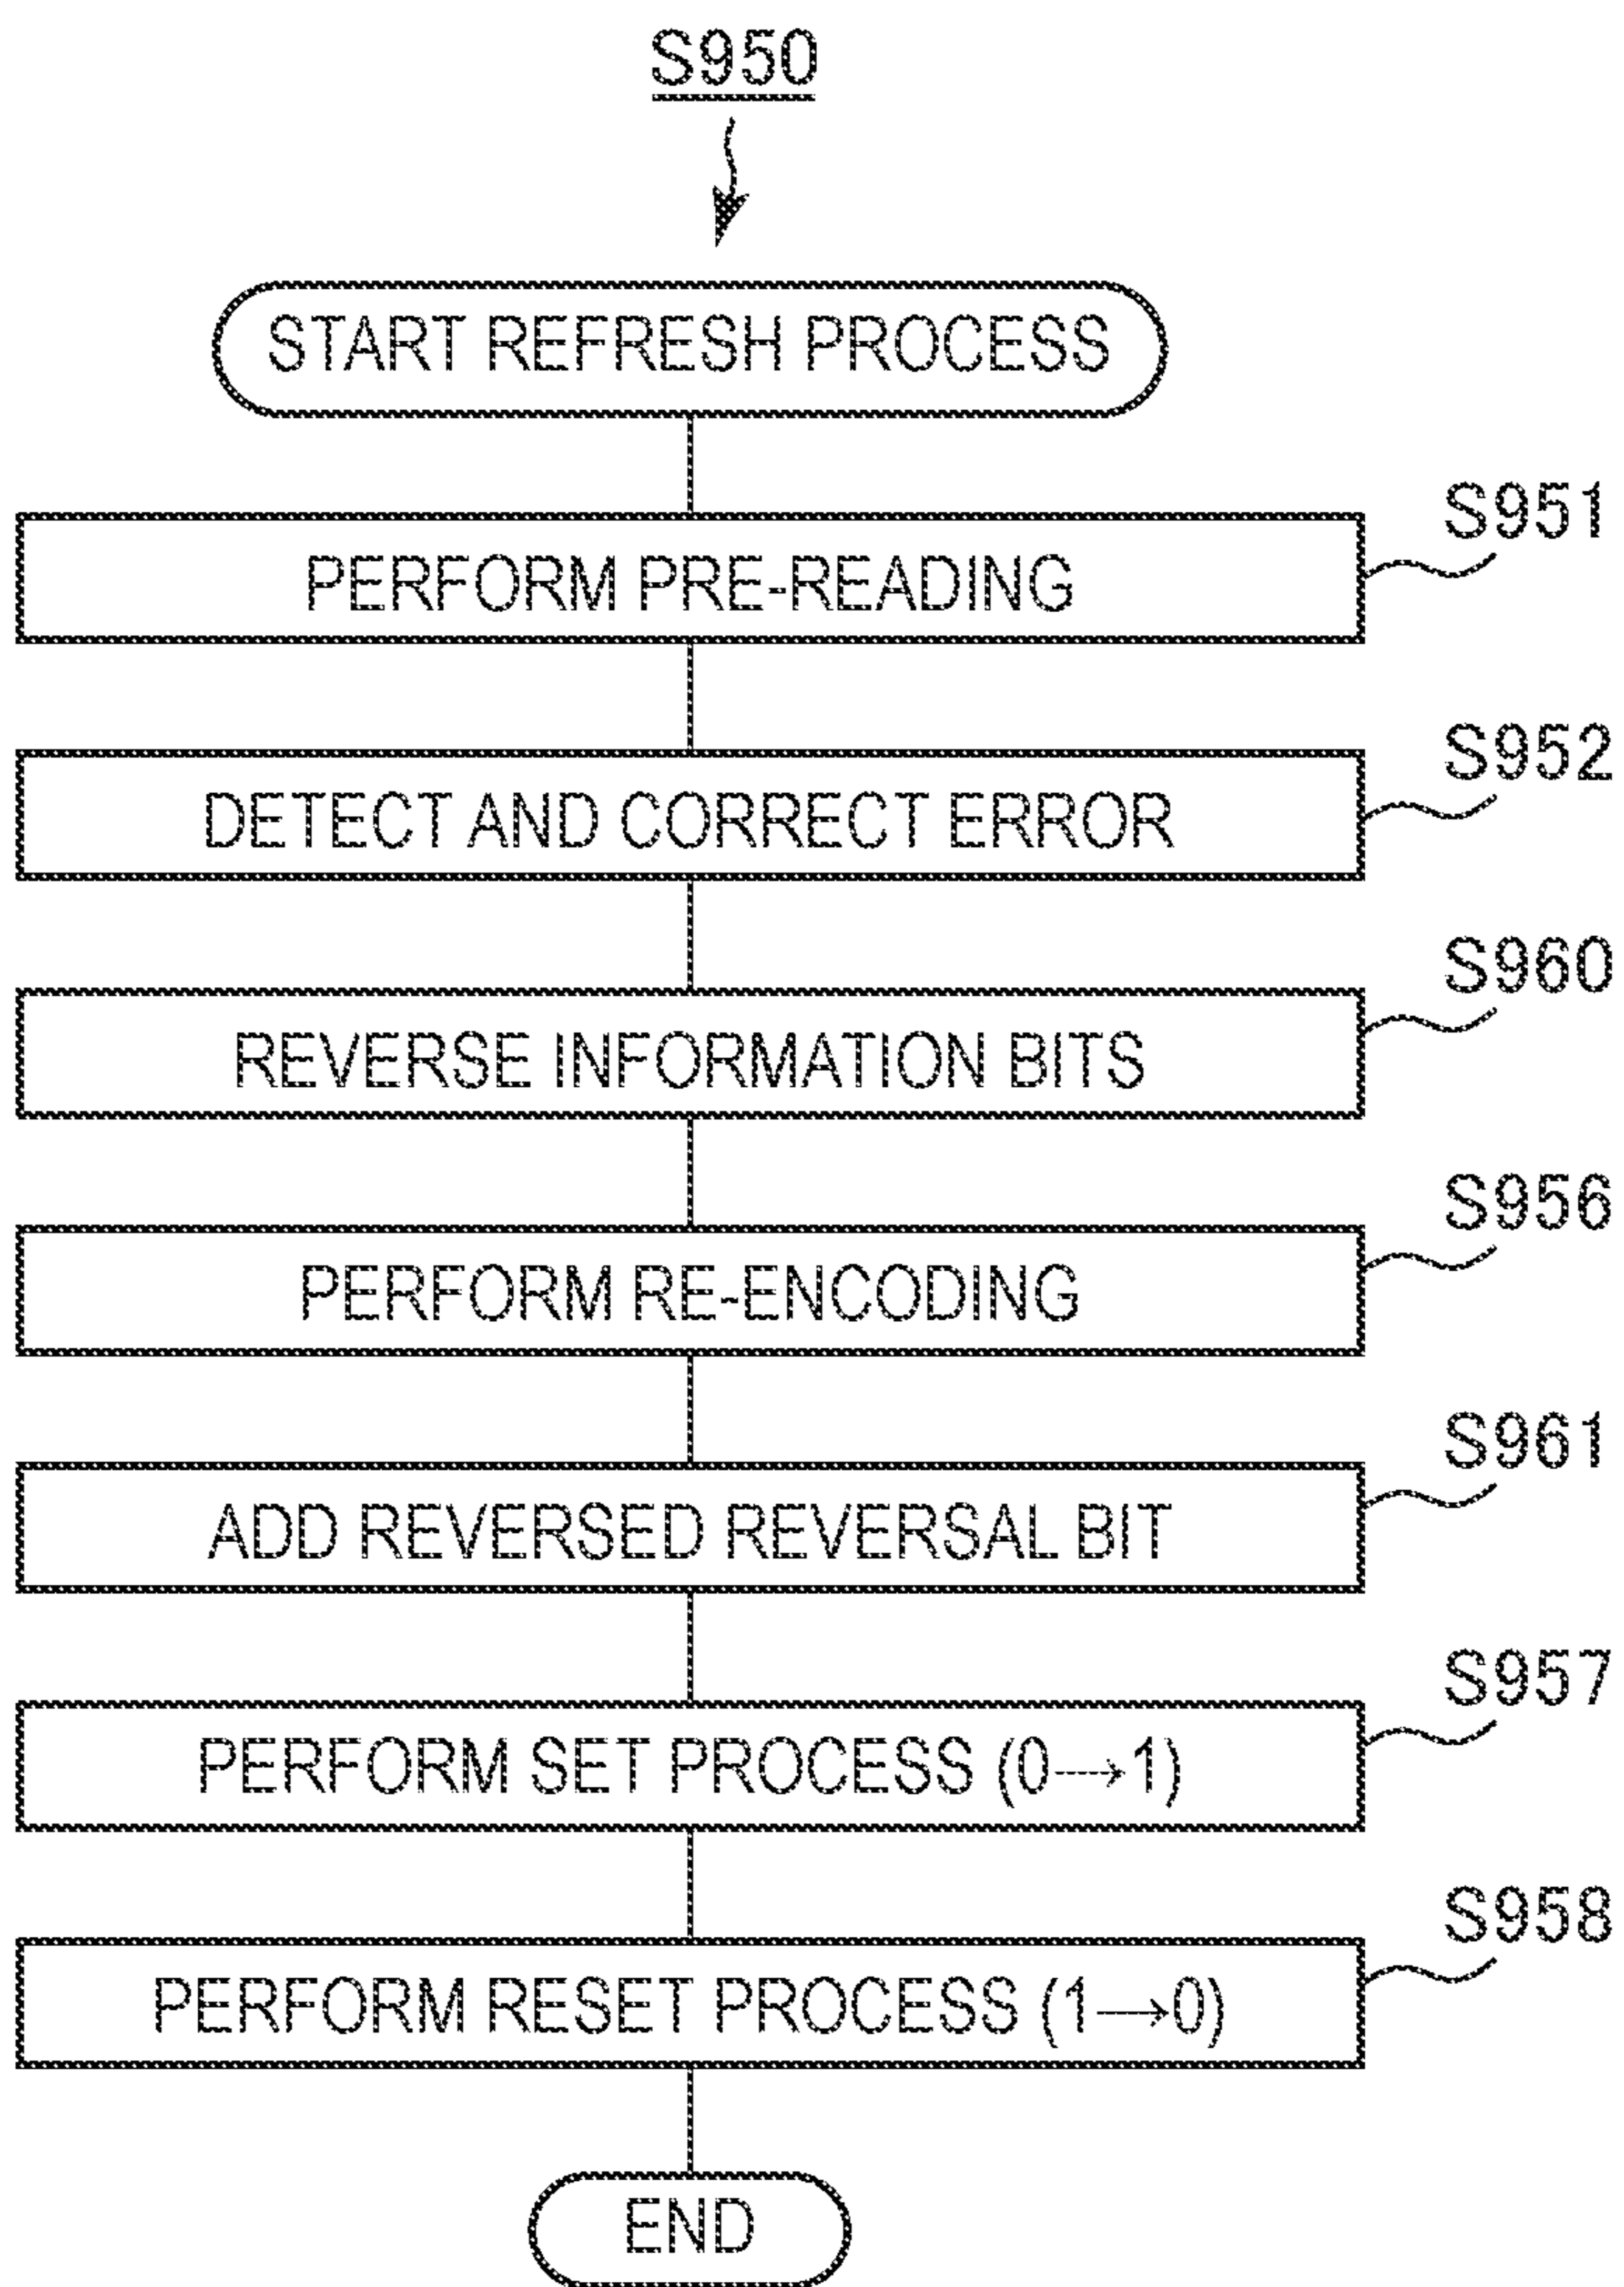 S950
START REFRESH PROCESS
S951
PERFORM PRE-READING
S952
DETECT AND CORRECT ERROR
S960
REVERSE INFORMATION BITS
S956
PERFORM RE-ENCODING
S961
ADD REVERSED REVERSAL BIT
S957
PERFORM SET PROCESS (0→1)
S958
PERFORM RESET PROCESS (1→0)
END